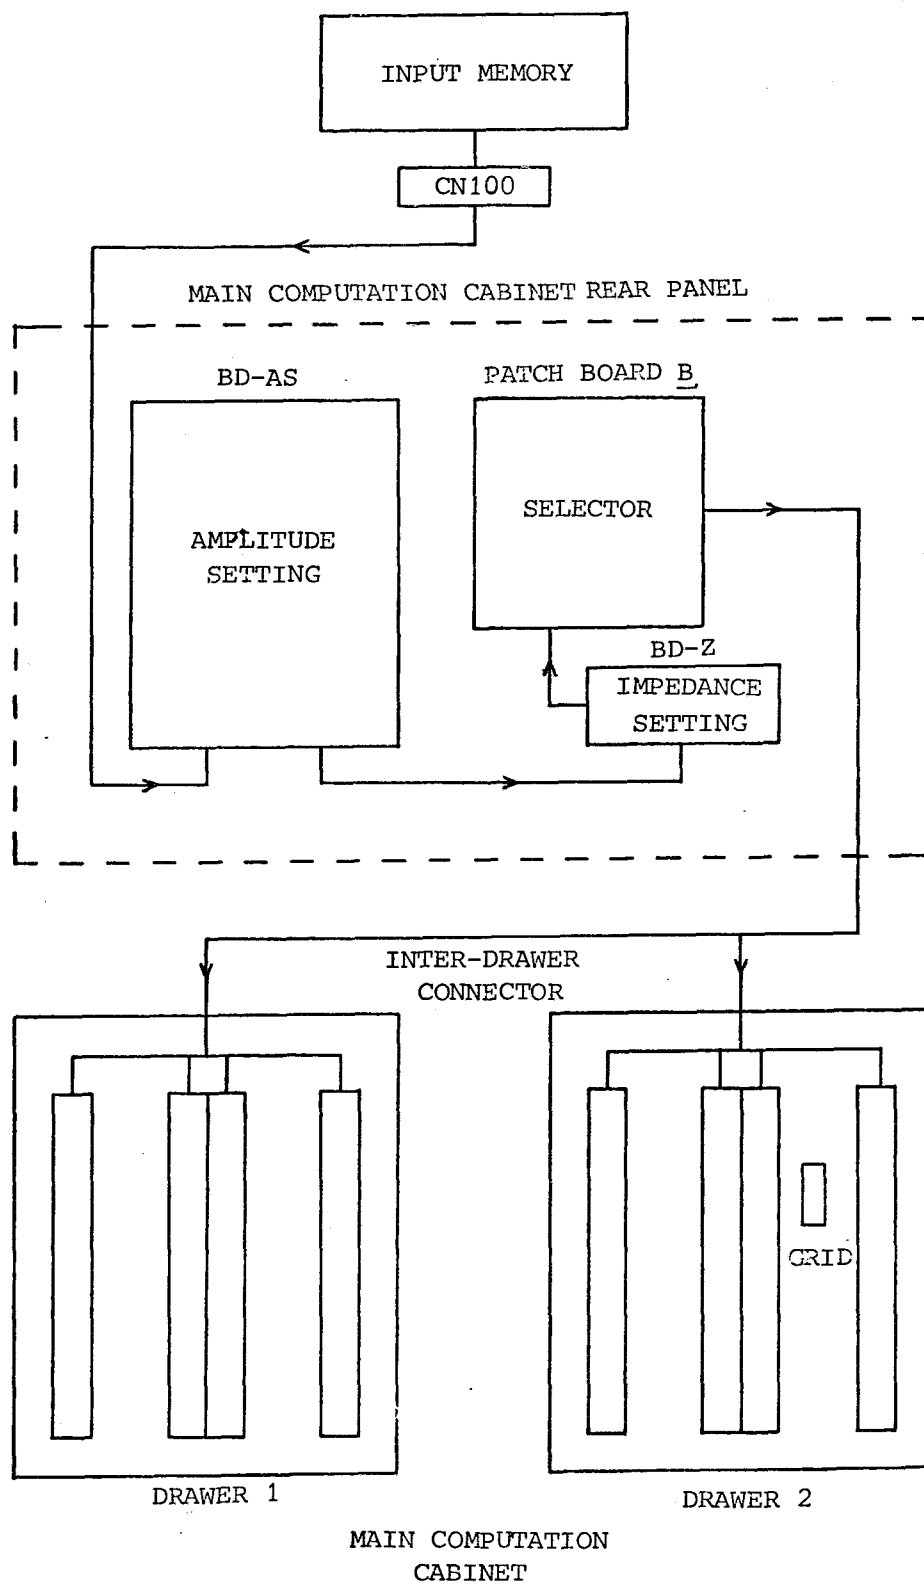 INPUT MEMORY
CN100
MAIN COMPUTATION CABINET REAR PANEL
BD-AS
PATCH BOARD B
SELECTOR
AMPLITUDE
SETTING
BD-Z
IMPEDANCE
SETTING
INTER-DRAWER
CONNECTOR
GRID
DRAWER 1
DRAWER 2
MAIN COMPUTATION
CABINET